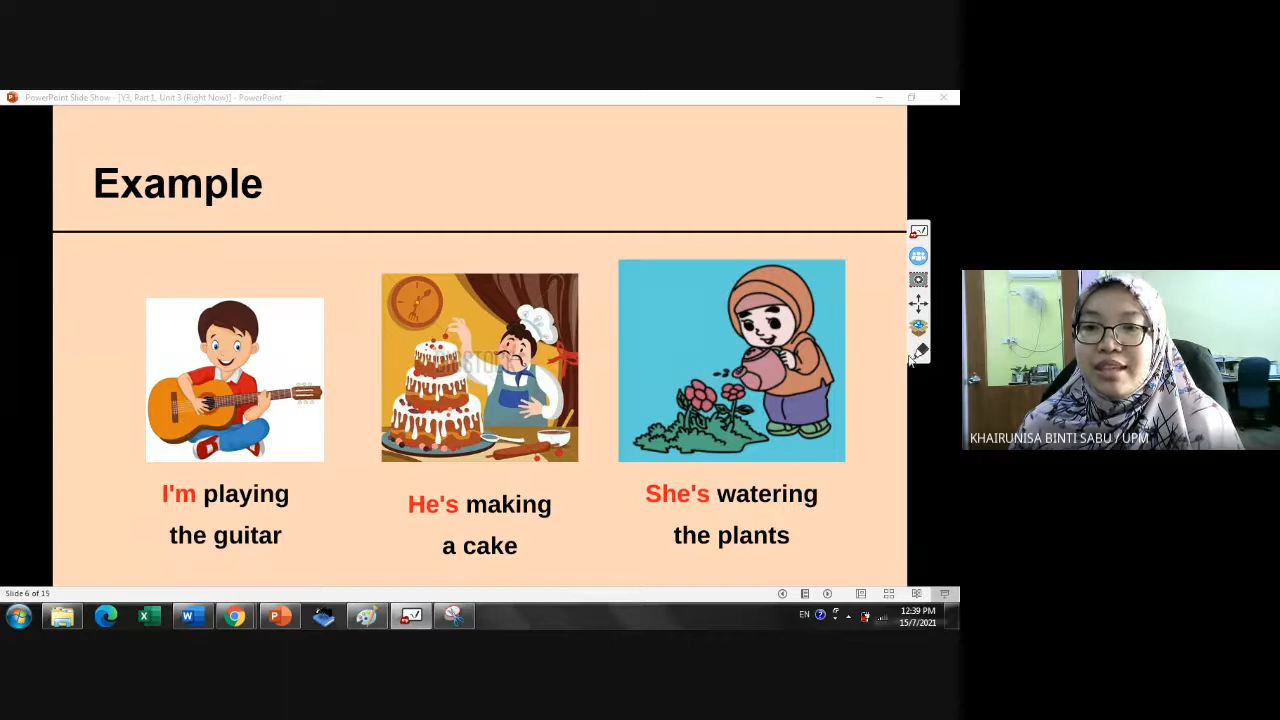 PowerPoint Slide Show - [Y3, Part 1, Unit 3 (Right Now)] - PowerPoint
Example
I'm playing
the guitar
He's making
a cake
She's watering
the plants
KHAIRUNISA BINTI SABU / UPM
Slide 6 of 15
EN
12:39 PM
15/7/2021